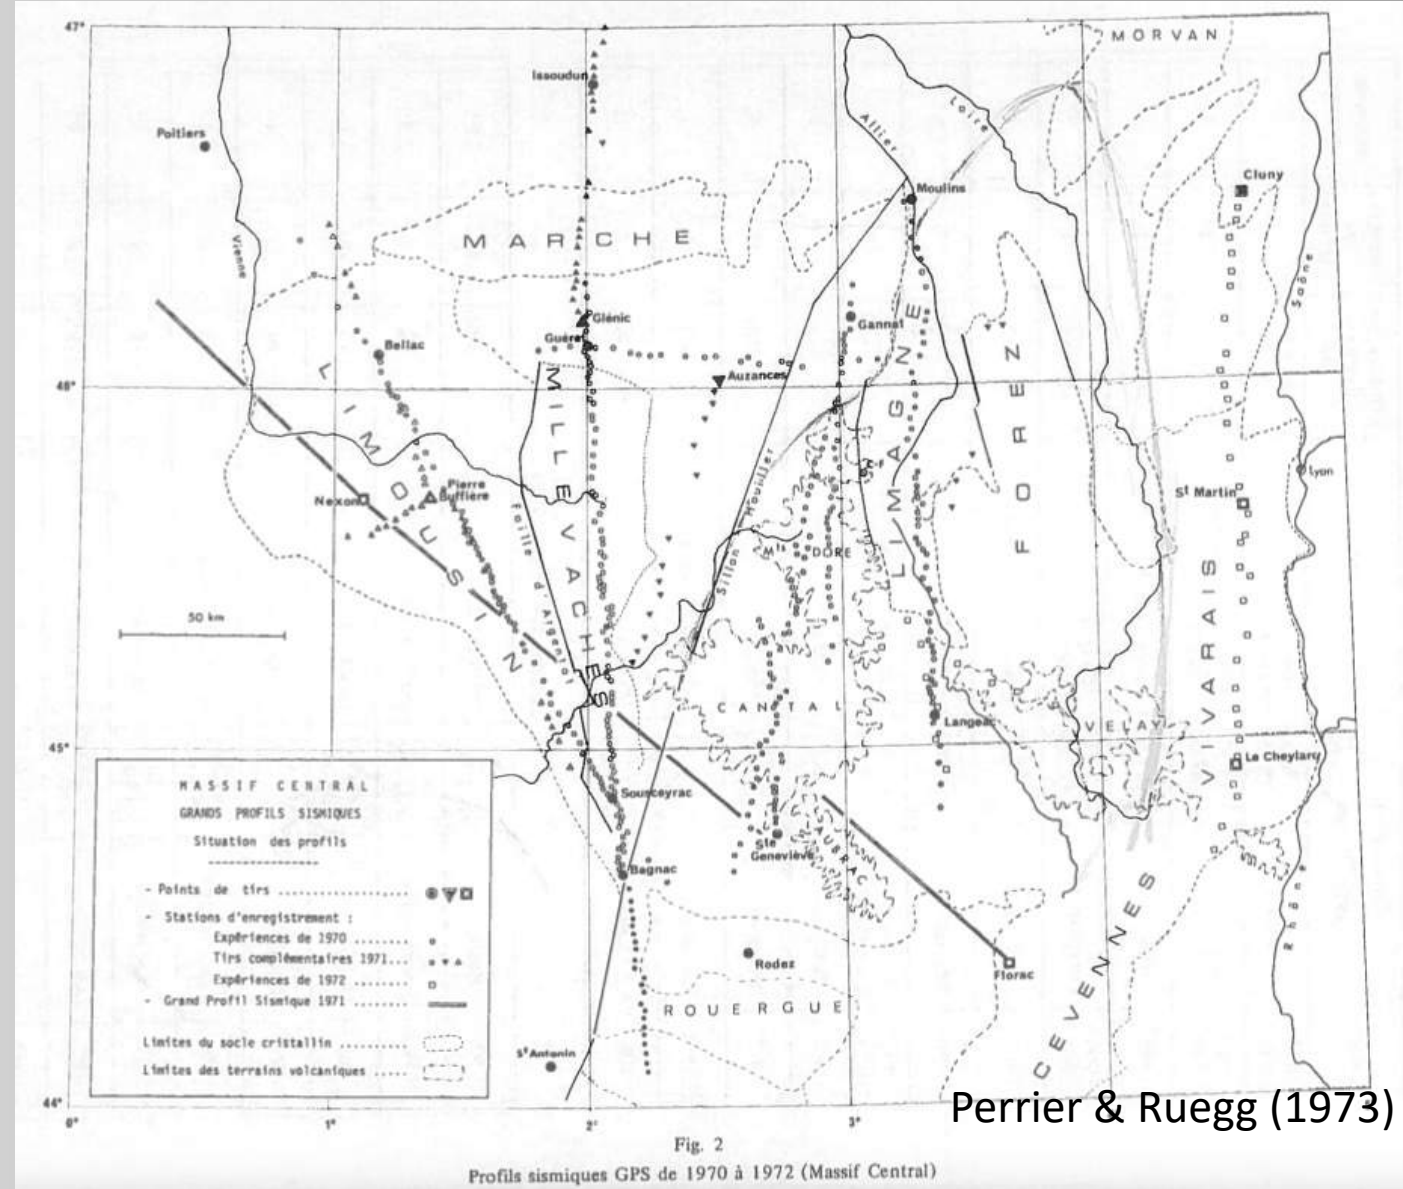 47°
MORVAN
Issoudun
Loire
Allier
Poitiers
Cluny
Moulins
Vienne
MARCHE
Saône
Glénic
Gannat
Guéret
Bellac
Auzances
46°
LIMOUSIN
MILLEVACHES
LIMAGNE
FOREZ
Sillon Houiller
Lyon
Pierre
Buffière
Nexon
St Martin
Faille d'Argentat
Mts DORE
VIVARAIS
50 km
CANTAL
Langeac
VELAY
45°
Le Cheylard
Sousceyrac
Ste
Geneviève
AUBRAC
Bagnac
Rhône
Rodez
Florac
CEVENNES
ROUERGUE
St Antonin
MASSIF CENTRAL
GRANDS PROFILS SISMIQUES
Situation des profils
- Points de tirs
- Stations d'enregistrement :
Expériences de 1970
Tirs complémentaires 1971
Expériences de 1972
- Grand Profil Sismique 1971
Limites du socle cristallin
Limites des terrains volcaniques
44°
Perrier & Ruegg (1973)
0° 1° 2° 3°
Fig. 2
Profils sismiques GPS de 1970 à 1972 (Massif Central)